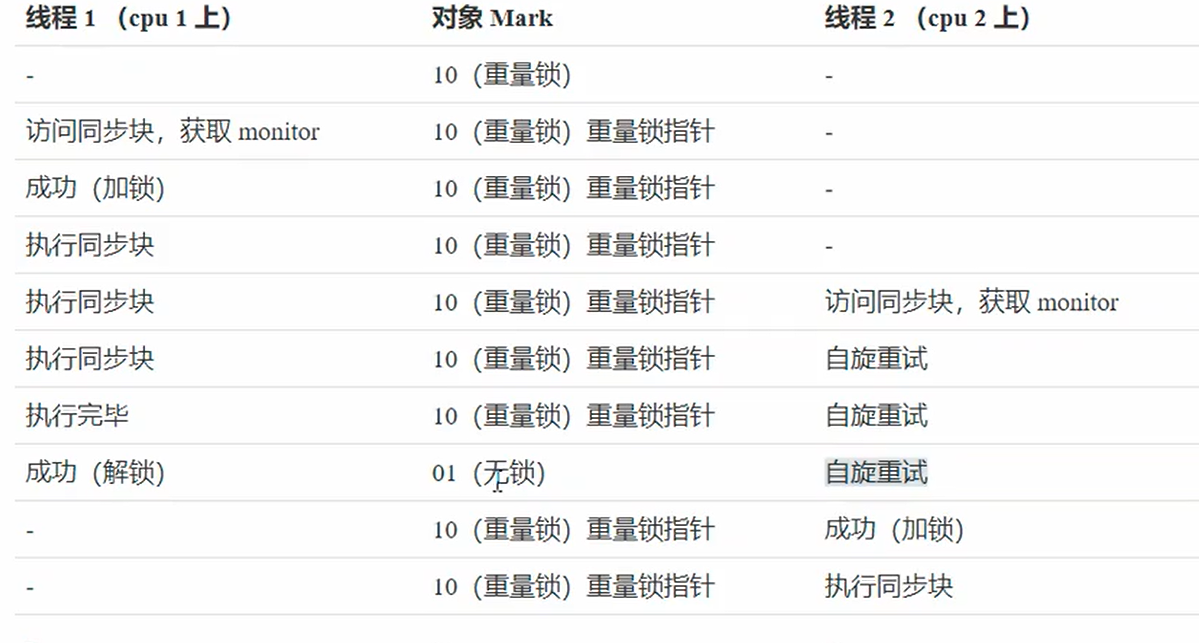 线程 1 （cpu 1 上） 对象 Mark 线程 2 （cpu 2 上）
- 10（重量锁） -
访问同步块，获取 monitor 10（重量锁）重量锁指针 -
成功（加锁） 10（重量锁）重量锁指针 -
执行同步块 10（重量锁）重量锁指针 -
执行同步块 10（重量锁）重量锁指针 访问同步块，获取 monitor
执行同步块 10（重量锁）重量锁指针 自旋重试
执行完毕 10（重量锁）重量锁指针 自旋重试
成功（解锁） 01（无锁） 自旋重试
- 10（重量锁）重量锁指针 成功（加锁）
- 10（重量锁）重量锁指针 执行同步块